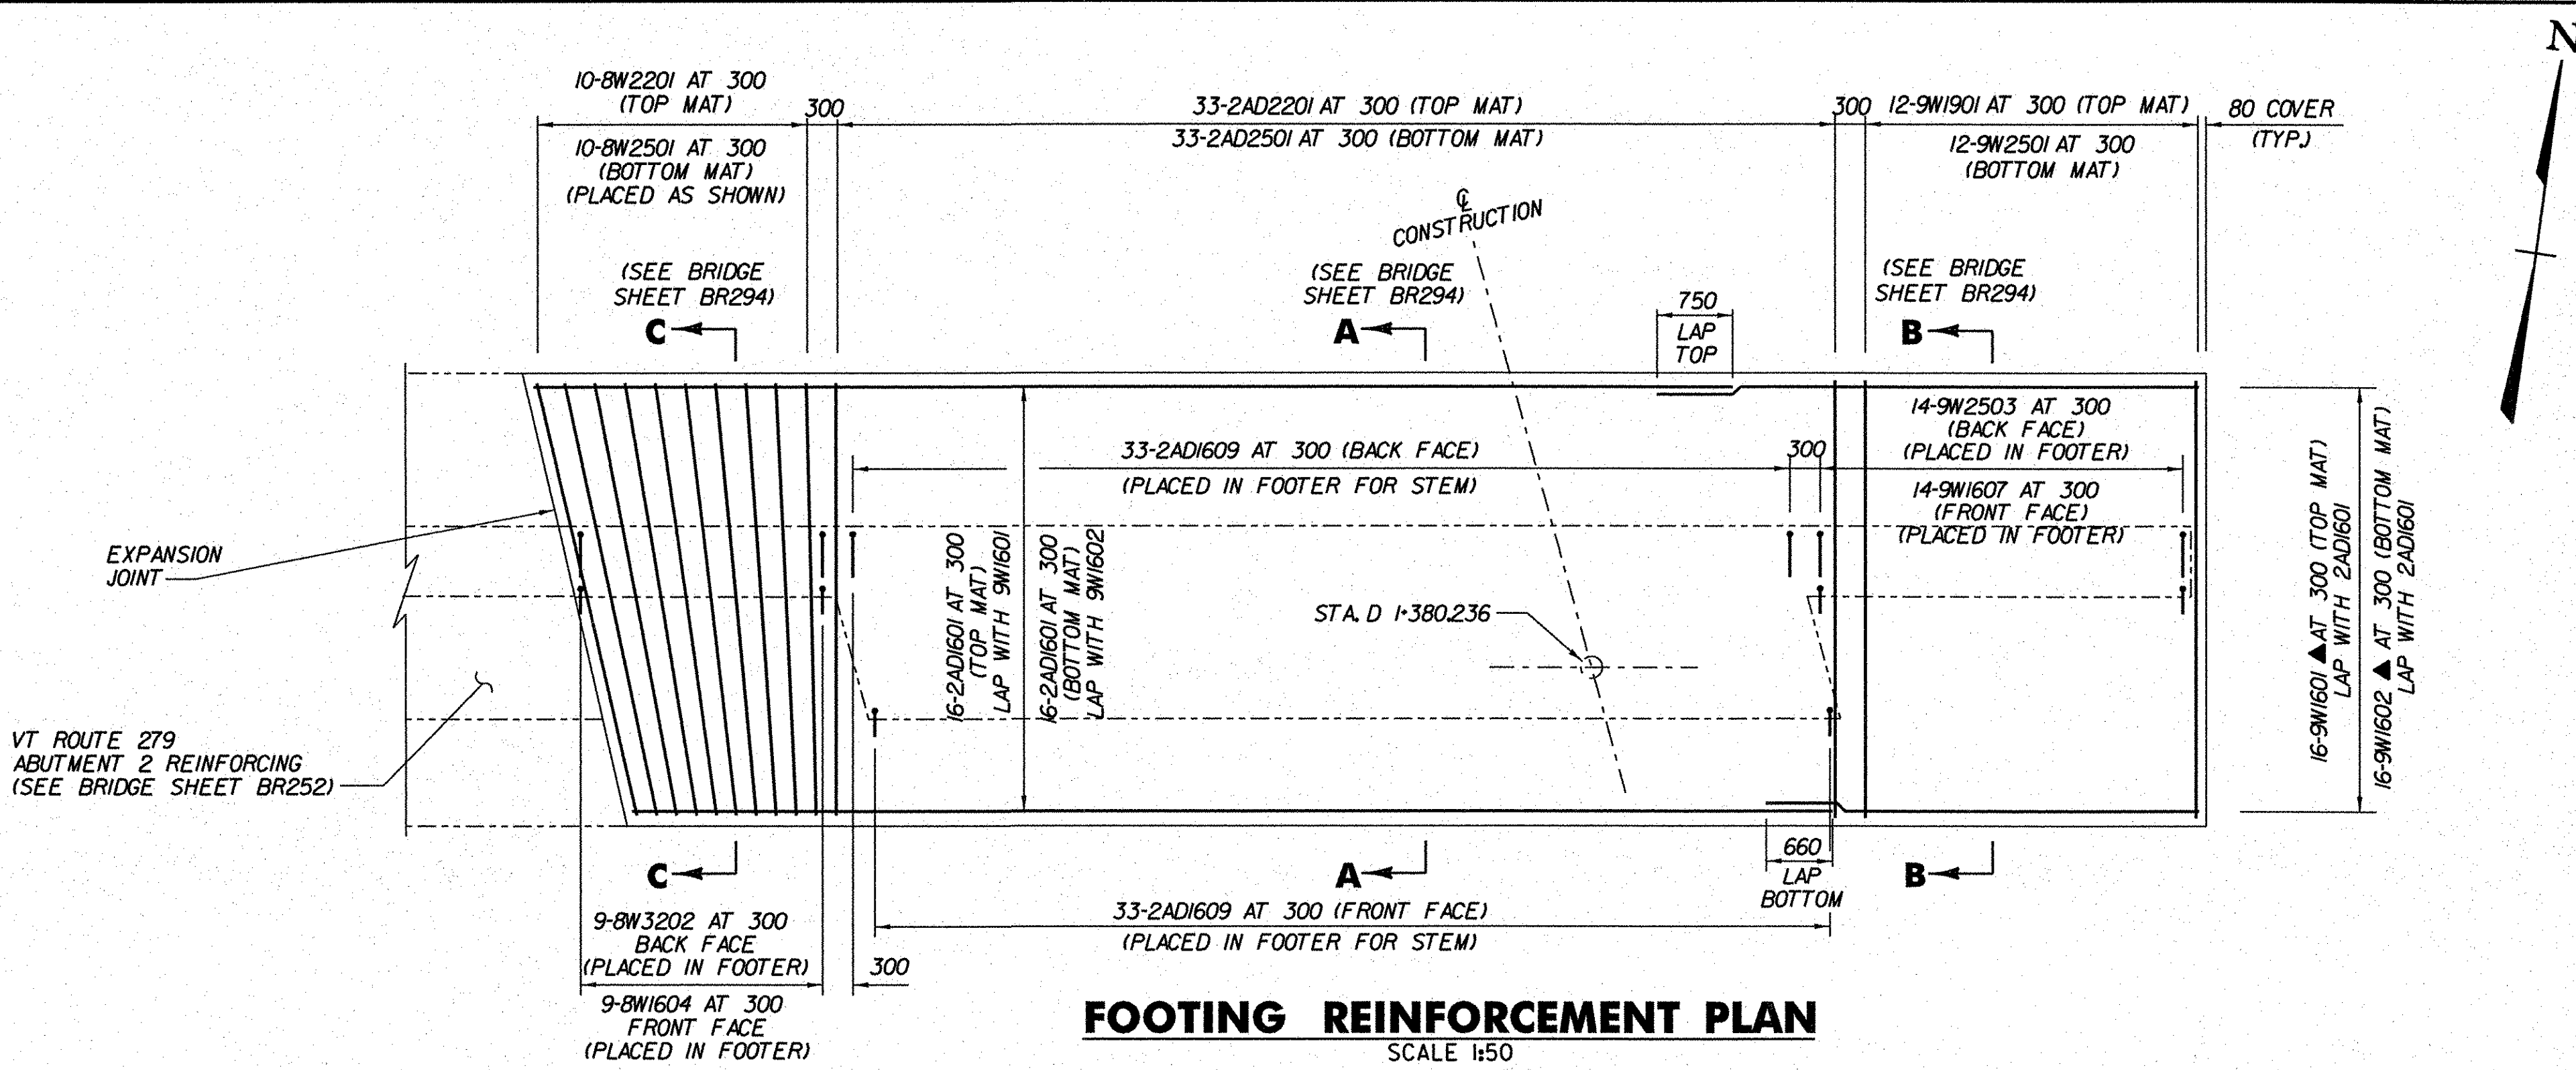 N
10-8W2201 AT 300
(TOP MAT)
300
33-2AD2201 AT 300 (TOP MAT)
300
12-9W1901 AT 300 (TOP MAT)
80 COVER
(TYP.)
10-8W2501 AT 300
(BOTTOM MAT)
(PLACED AS SHOWN)
33-2AD2501 AT 300 (BOTTOM MAT)
12-9W2501 AT 300
(BOTTOM MAT)
℄
CONSTRUCTION
(SEE BRIDGE
SHEET BR294)
C
(SEE BRIDGE
SHEET BR294)
A
750
LAP
TOP
(SEE BRIDGE
SHEET BR294)
B
14-9W2503 AT 300
(BACK FACE)
(PLACED IN FOOTER)
14-9W1607 AT 300
(FRONT FACE)
(PLACED IN FOOTER)
33-2AD1609 AT 300 (BACK FACE)
(PLACED IN FOOTER FOR STEM)
300
EXPANSION
JOINT
16-2AD1601 AT 300
(TOP MAT)
LAP WITH 9W1601
16-2AD1601 AT 300
(BOTTOM MAT)
LAP WITH 9W1602
STA. D 1+380.236
16-9W1601 ▲ AT 300 (TOP MAT)
LAP WITH 2AD1601
16-9W1602 ▲ AT 300 (BOTTOM MAT)
LAP WITH 2AD1601
VT ROUTE 279
ABUTMENT 2 REINFORCING
(SEE BRIDGE SHEET BR252)
C
A
660
LAP
BOTTOM
B
9-8W3202 AT 300
BACK FACE
(PLACED IN FOOTER)
300
9-8W1604 AT 300
FRONT FACE
(PLACED IN FOOTER)
33-2AD1609 AT 300 (FRONT FACE)
(PLACED IN FOOTER FOR STEM)
FOOTING REINFORCEMENT PLAN
SCALE 1:50